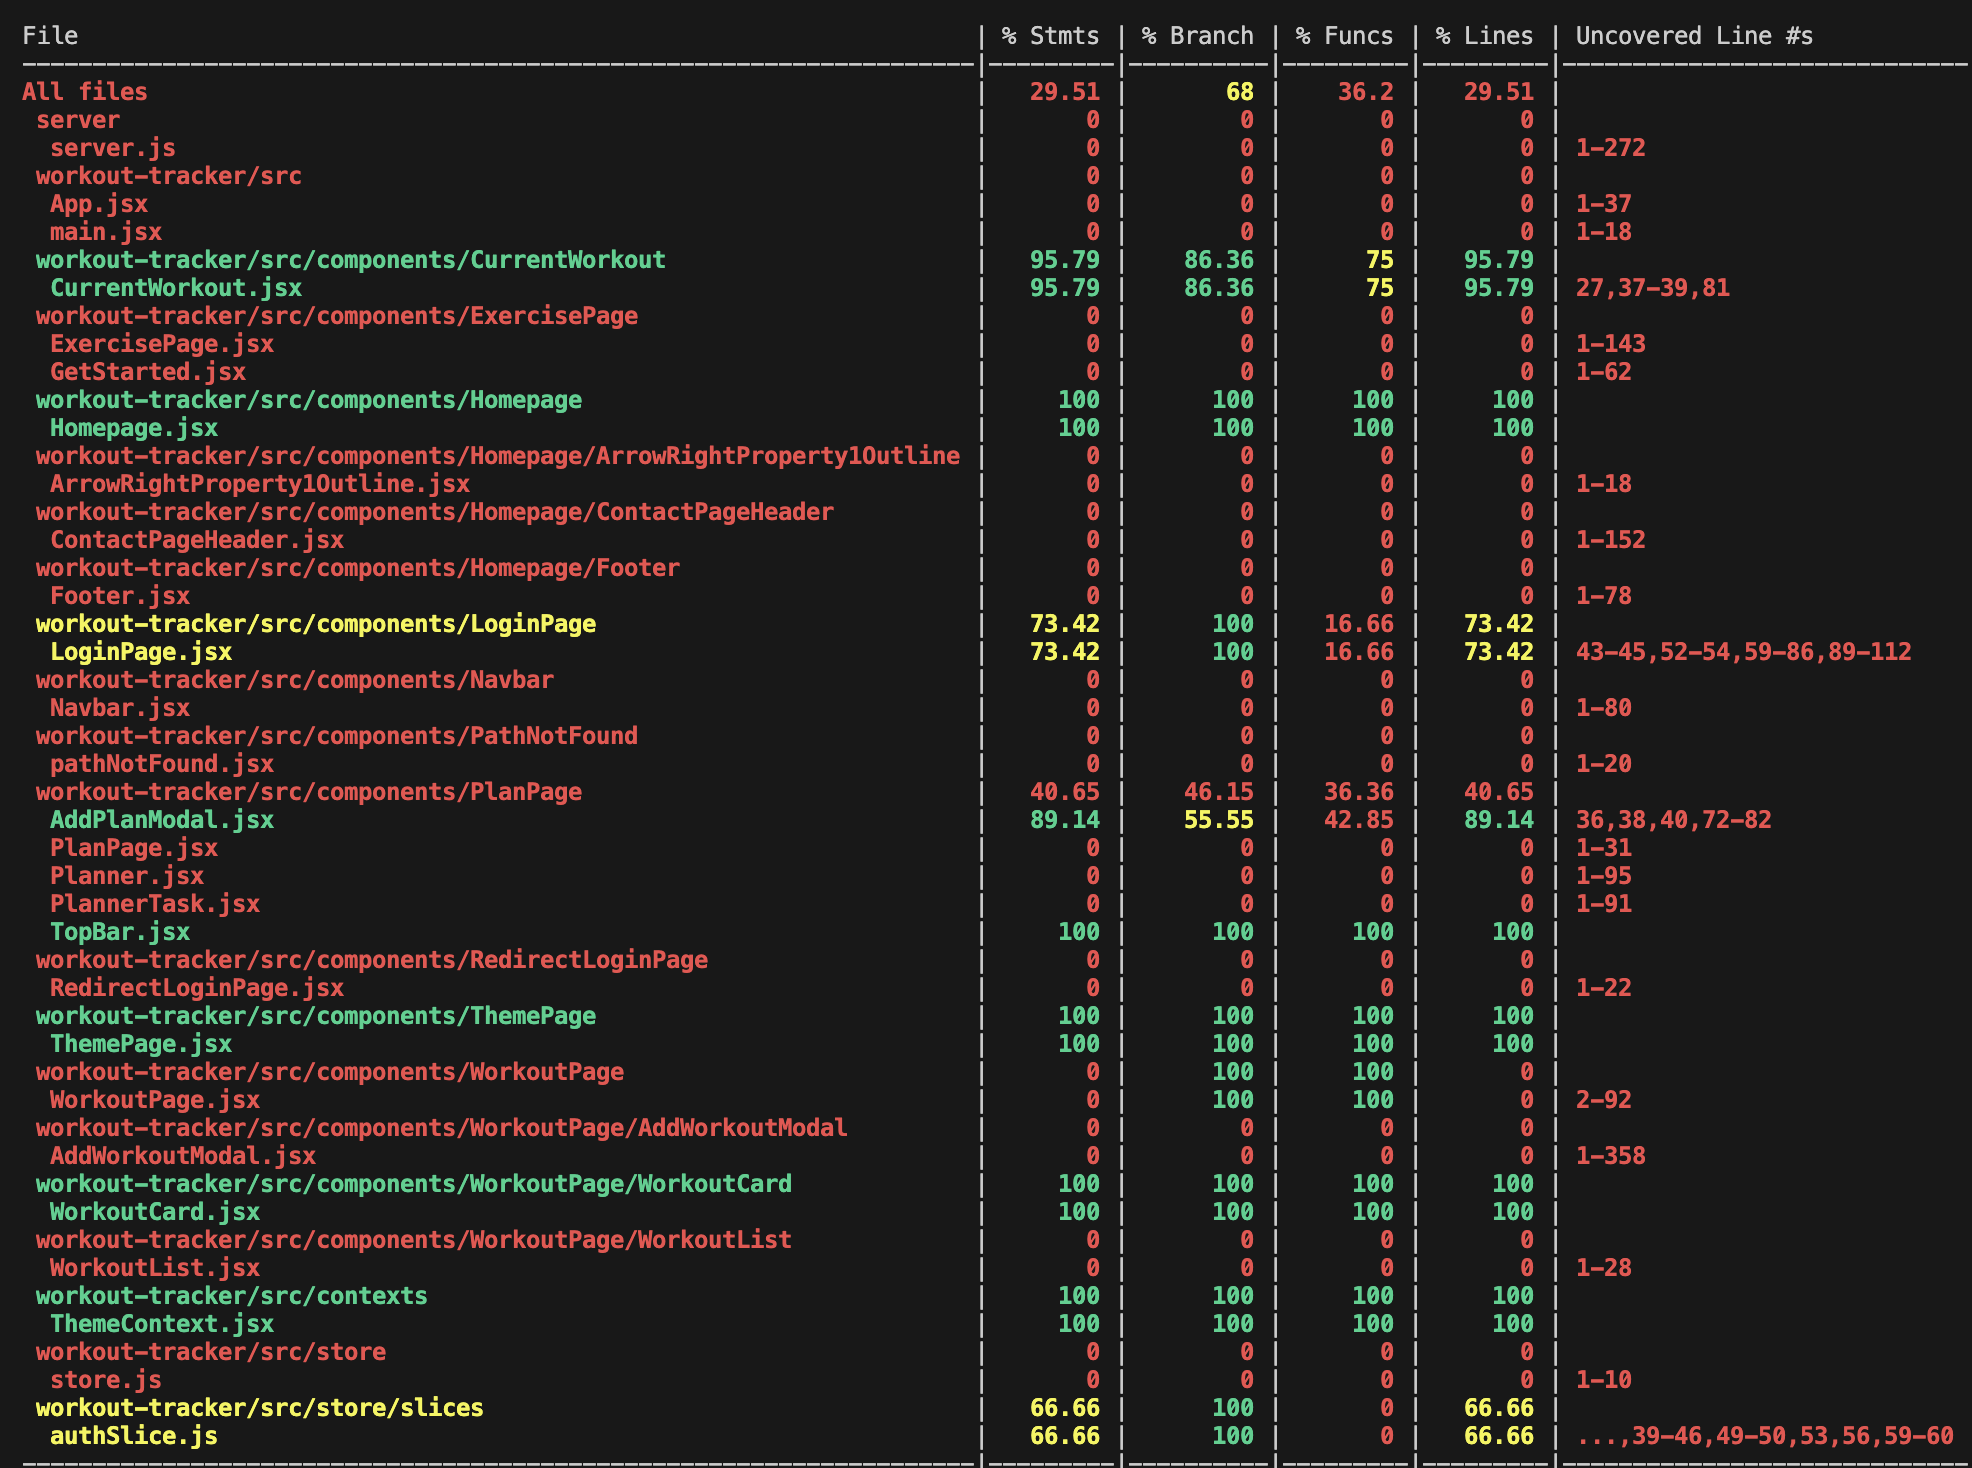 File | % Stmts | % Branch | % Funcs | % Lines | Uncovered Line #s
All files | 29.51 | 68 | 36.2 | 29.51 |
server | 0 | 0 | 0 | 0 |
server.js | 0 | 0 | 0 | 0 | 1-272
workout-tracker/src | 0 | 0 | 0 | 0 |
App.jsx | 0 | 0 | 0 | 0 | 1-37
main.jsx | 0 | 0 | 0 | 0 | 1-18
workout-tracker/src/components/CurrentWorkout | 95.79 | 86.36 | 75 | 95.79 |
CurrentWorkout.jsx | 95.79 | 86.36 | 75 | 95.79 | 27,37-39,81
workout-tracker/src/components/ExercisePage | 0 | 0 | 0 | 0 |
ExercisePage.jsx | 0 | 0 | 0 | 0 | 1-143
GetStarted.jsx | 0 | 0 | 0 | 0 | 1-62
workout-tracker/src/components/Homepage | 100 | 100 | 100 | 100 |
Homepage.jsx | 100 | 100 | 100 | 100 |
workout-tracker/src/components/Homepage/ArrowRightProperty1Outline | 0 | 0 | 0 | 0 |
ArrowRightProperty1Outline.jsx | 0 | 0 | 0 | 0 | 1-18
workout-tracker/src/components/Homepage/ContactPageHeader | 0 | 0 | 0 | 0 |
ContactPageHeader.jsx | 0 | 0 | 0 | 0 | 1-152
workout-tracker/src/components/Homepage/Footer | 0 | 0 | 0 | 0 |
Footer.jsx | 0 | 0 | 0 | 0 | 1-78
workout-tracker/src/components/LoginPage | 73.42 | 100 | 16.66 | 73.42 |
LoginPage.jsx | 73.42 | 100 | 16.66 | 73.42 | 43-45,52-54,59-86,89-112
workout-tracker/src/components/Navbar | 0 | 0 | 0 | 0 |
Navbar.jsx | 0 | 0 | 0 | 0 | 1-80
workout-tracker/src/components/PathNotFound | 0 | 0 | 0 | 0 |
pathNotFound.jsx | 0 | 0 | 0 | 0 | 1-20
workout-tracker/src/components/PlanPage | 40.65 | 46.15 | 36.36 | 40.65 |
AddPlanModal.jsx | 89.14 | 55.55 | 42.85 | 89.14 | 36,38,40,72-82
PlanPage.jsx | 0 | 0 | 0 | 0 | 1-31
Planner.jsx | 0 | 0 | 0 | 0 | 1-95
PlannerTask.jsx | 0 | 0 | 0 | 0 | 1-91
TopBar.jsx | 100 | 100 | 100 | 100 |
workout-tracker/src/components/RedirectLoginPage | 0 | 0 | 0 | 0 |
RedirectLoginPage.jsx | 0 | 0 | 0 | 0 | 1-22
workout-tracker/src/components/ThemePage | 100 | 100 | 100 | 100 |
ThemePage.jsx | 100 | 100 | 100 | 100 |
workout-tracker/src/components/WorkoutPage | 0 | 100 | 100 | 0 |
WorkoutPage.jsx | 0 | 100 | 100 | 0 | 2-92
workout-tracker/src/components/WorkoutPage/AddWorkoutModal | 0 | 0 | 0 | 0 |
AddWorkoutModal.jsx | 0 | 0 | 0 | 0 | 1-358
workout-tracker/src/components/WorkoutPage/WorkoutCard | 100 | 100 | 100 | 100 |
WorkoutCard.jsx | 100 | 100 | 100 | 100 |
workout-tracker/src/components/WorkoutPage/WorkoutList | 0 | 0 | 0 | 0 |
WorkoutList.jsx | 0 | 0 | 0 | 0 | 1-28
workout-tracker/src/contexts | 100 | 100 | 100 | 100 |
ThemeContext.jsx | 100 | 100 | 100 | 100 |
workout-tracker/src/store | 0 | 0 | 0 | 0 |
store.js | 0 | 0 | 0 | 0 | 1-10
workout-tracker/src/store/slices | 66.66 | 100 | 0 | 66.66 |
authSlice.js | 66.66 | 100 | 0 | 66.66 | ...,39-46,49-50,53,56,59-60